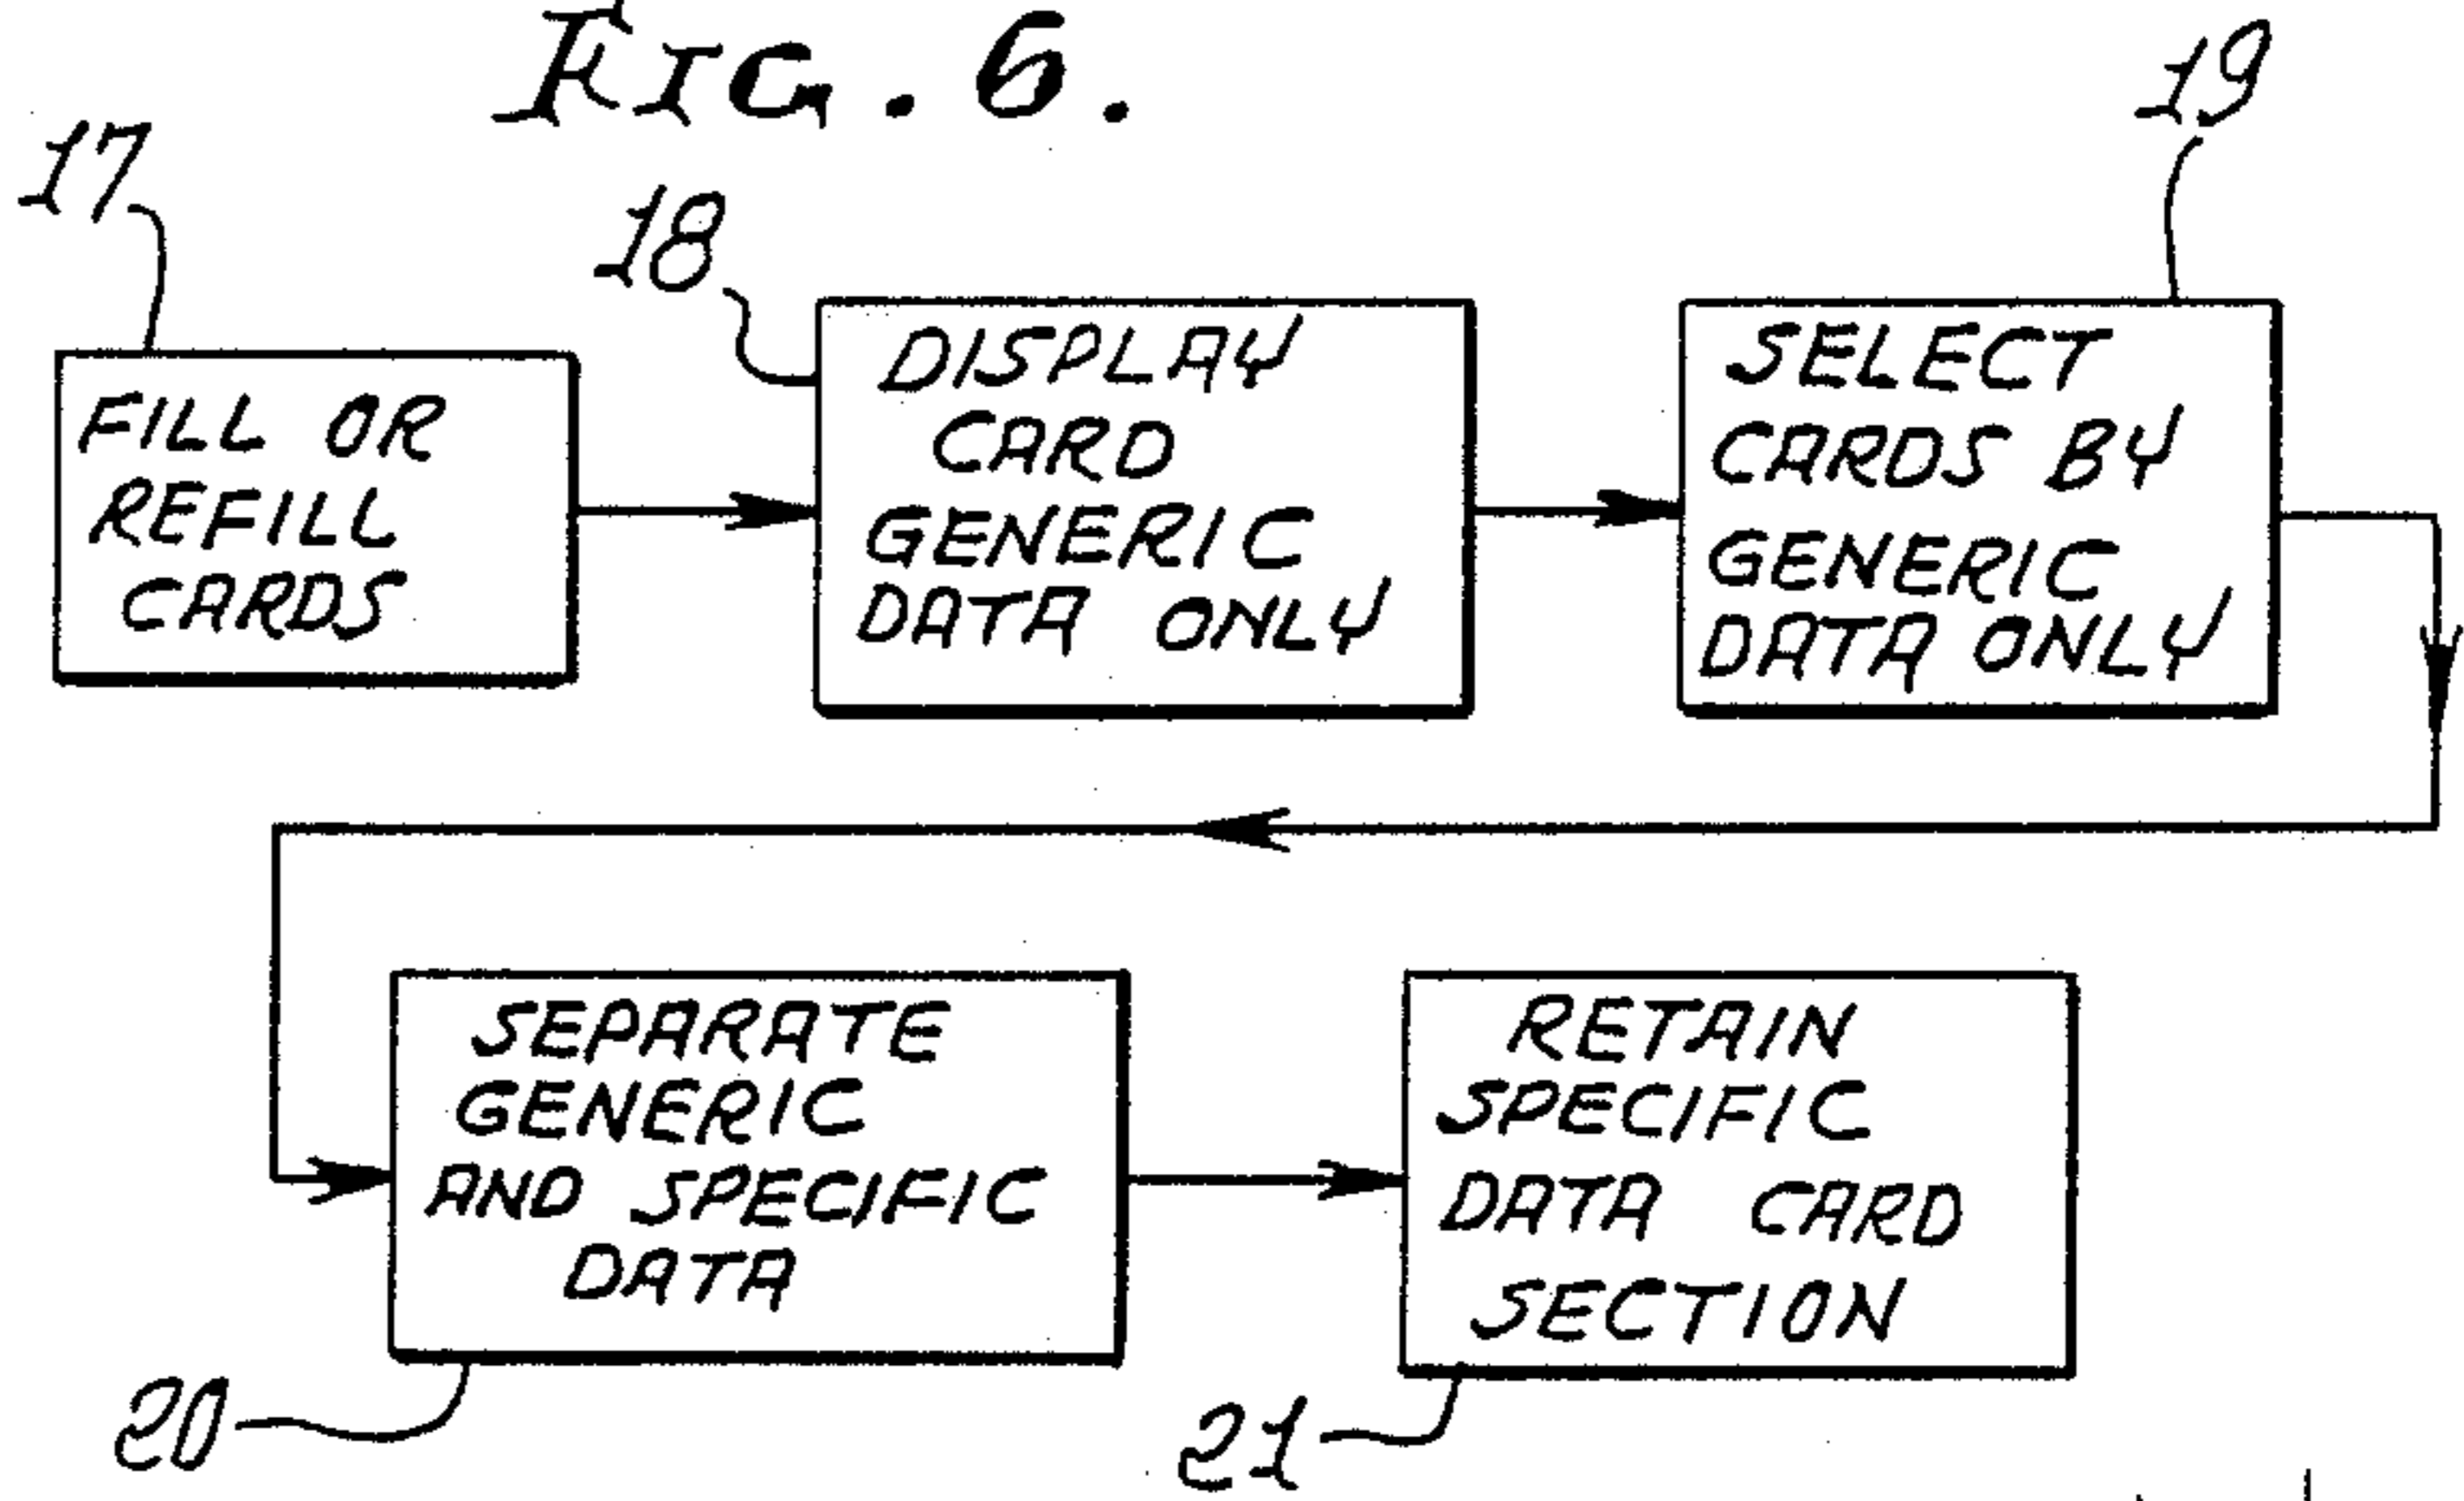 FIG. 6.
17
18
19
FILL OR
REFILL
CARDS
DISPLAY
CARD
GENERIC
DATA ONLY
SELECT
CARDS BY
GENERIC
DATA ONLY
SEPARATE
GENERIC
AND SPECIFIC
DATA
RETAIN
SPECIFIC
DATA CARD
SECTION
20
21